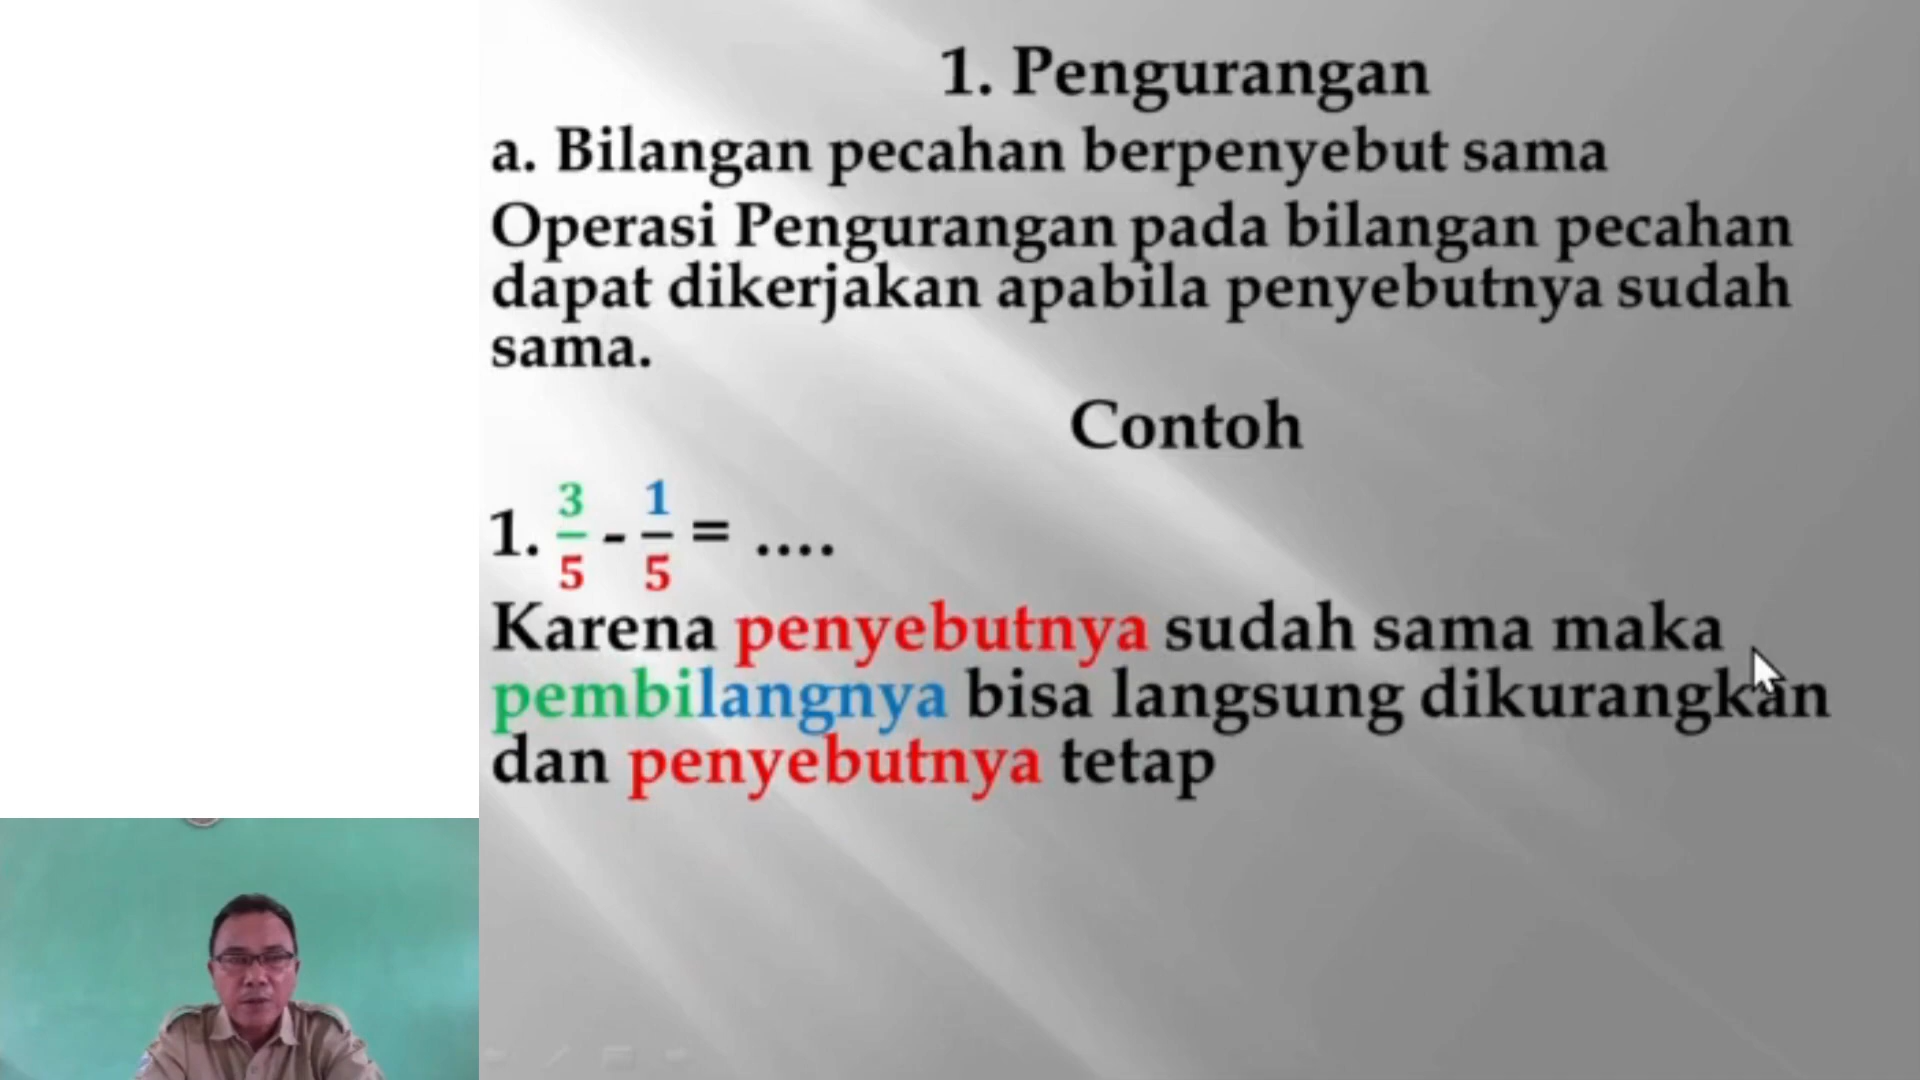 1. Pengurangan
a. Bilangan pecahan berpenyebut sama
Operasi Pengurangan pada bilangan pecahan
dapat dikerjakan apabila penyebutnya sudah
sama.
Contoh
1. 3/5 - 1/5 = ....
Karena penyebutnya sudah sama maka
pembilangnya bisa langsung dikurangkan
dan penyebutnya tetap